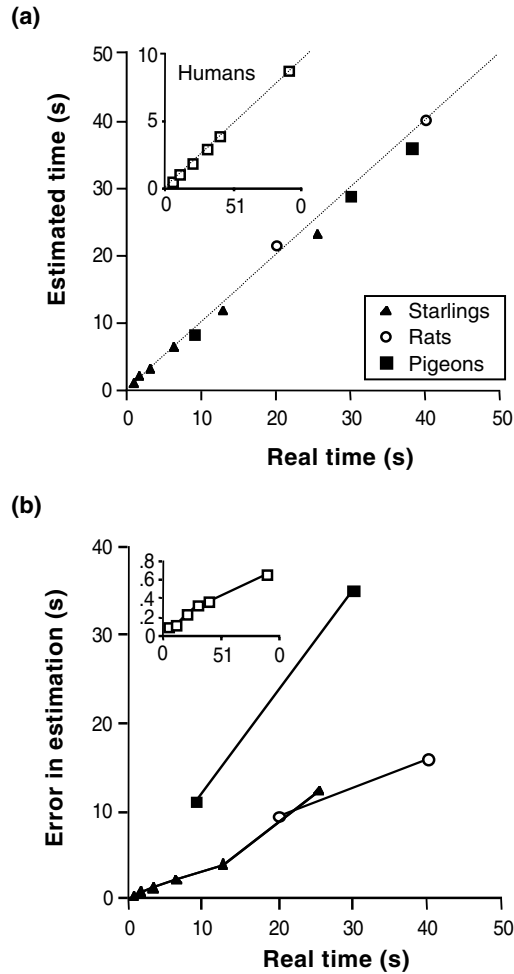 (a)
50
40
30
20
10
0
Estimated time (s)
10
5
0
Humans
0 51 0
Starlings
Rats
Pigeons
10 20 30 40 50
Real time (s)
(b)
40
30
20
10
0
Error in estimation (s)
.8
.6
.4
.2
0
0 51 0
0 10 20 30 40 50
Real time (s)